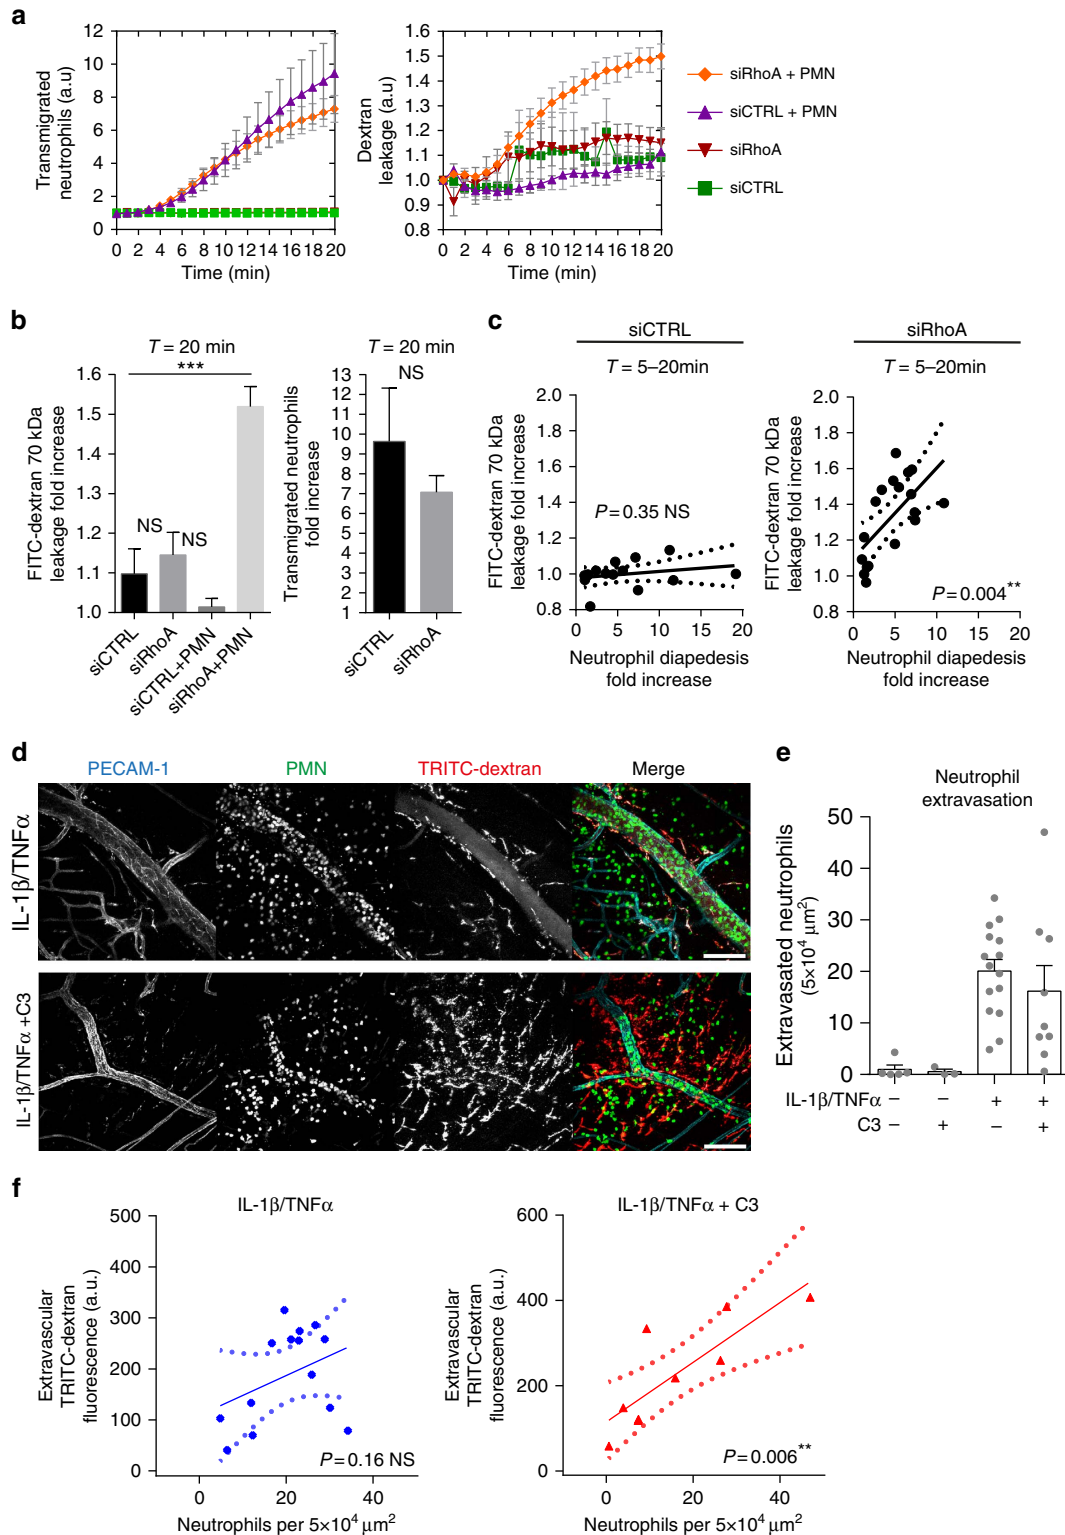 a
Transmigrated
neutrophils (a.u)
12
10
8
6
4
2
0
0 2 4 6 8 10 12 14 16 18 20
Time (min)
Dextran
leakage (a.u)
1.6
1.5
1.4
1.3
1.2
1.1
1.0
0.9
0.8
0 2 4 6 8 10 12 14 16 18 20
Time (min)
siRhoA + PMN
siCTRL + PMN
siRhoA
siCTRL
b
T = 20 min
***
FITC-dextran 70 kDa
leakage fold increase
1.6
1.5
1.4
1.3
1.2
1.1
1.0
NS
NS
siCTRL
siRhoA
siCTRL+PMN
siRhoA+PMN
T = 20 min
NS
Transmigrated neutrophils
fold increase
13
12
11
10
9
8
7
6
5
4
3
2
1
siCTRL
siRhoA
c
siCTRL
T = 5–20min
FITC-dextran 70 kDa
leakage fold increase
2.0
1.8
1.6
1.4
1.2
1.0
0.8
P = 0.35 NS
0 5 10 15 20
Neutrophil diapedesis
fold increase
siRhoA
T = 5–20min
FITC-dextran 70 kDa
leakage fold increase
2.0
1.8
1.6
1.4
1.2
1.0
0.8
P = 0.004**
0 5 10 15 20
Neutrophil diapedesis
fold increase
d
PECAM-1 PMN TRITC-dextran Merge
IL-1β/TNFα
IL-1β/TNFα +C3
e
Neutrophil
extravasation
Extravasated neutrophils
(5×10⁴ μm²)
50
40
30
20
10
0
IL-1β/TNFα – – + +
C3 – + – +
f
IL-1β/TNFα
Extravascular
TRITC-dextran
fluorescence (a.u.)
500
400
300
200
100
0
P = 0.16 NS
0 20 40
Neutrophils per 5×10⁴ μm²
IL-1β/TNFα + C3
Extravascular
TRITC-dextran
fluorescence (a.u.)
600
400
200
0
P = 0.006**
0 20 40
Neutrophils per 5×10⁴ μm²